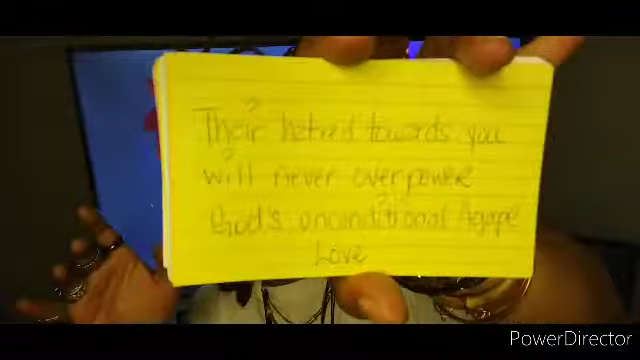 Their hatred towards you
will never overpower
God's unconditional Agape
Love
PowerDirector